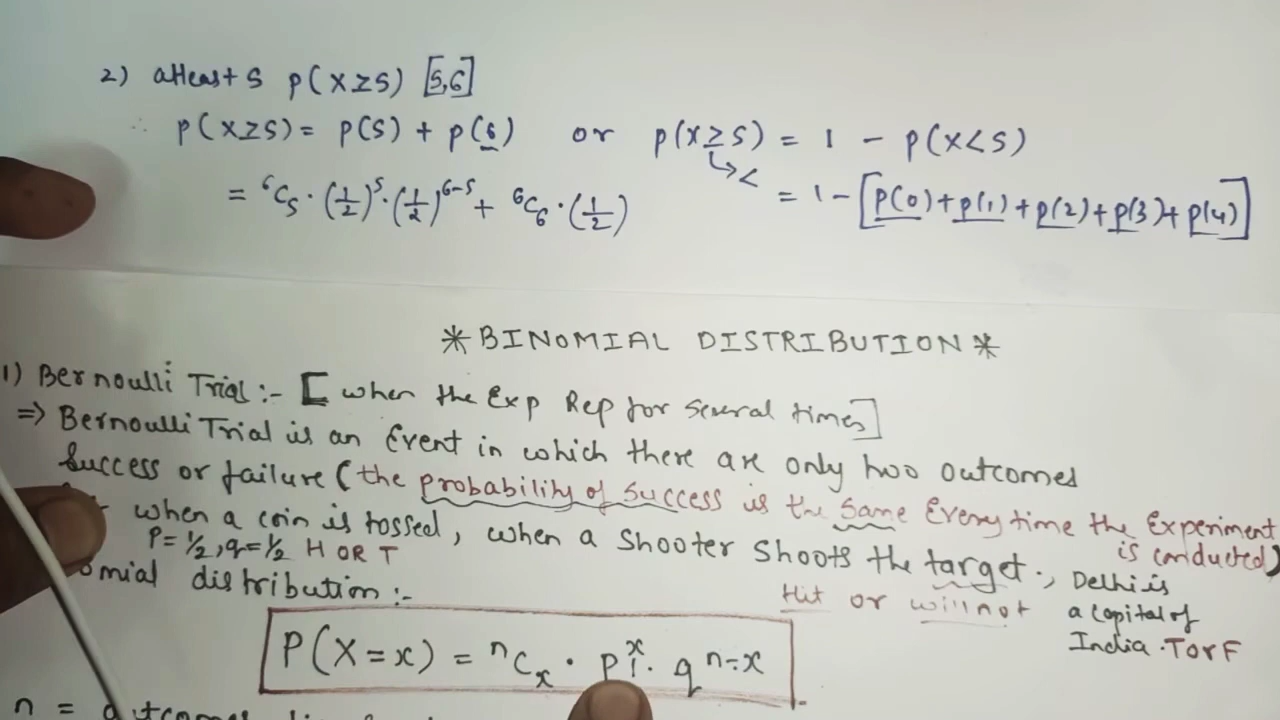 2) atleast 5 P(X≥5) [5,6]
∴ P(X≥5) = P(5) + P(6) or P(X≥5) = 1 - P(X<5)
↳<
= ⁶C₅ · (1/2)⁵ · (1/2)⁶⁻⁵ + ⁶C₆ · (1/2) = 1 - [P(0)+P(1)+P(2)+P(3)+P(4)]
* BINOMIAL DISTRIBUTION *
1) Bernoulli Trial :- [when the Exp Rep for several times]
⇒ Bernoulli Trial is an Event in which there are only two outcomes
Success or failure (the probability of success is the same Every time the Experiment is conducted)
when a coin is tossed, when a shooter shoots the target., Delhi is a capital of India. T or F
P=1/2, q=1/2 H OR T
Hit or will not
omial distribution :-
P(X=x) = ⁿCₓ · pˣ · qⁿ⁻ˣ
n =